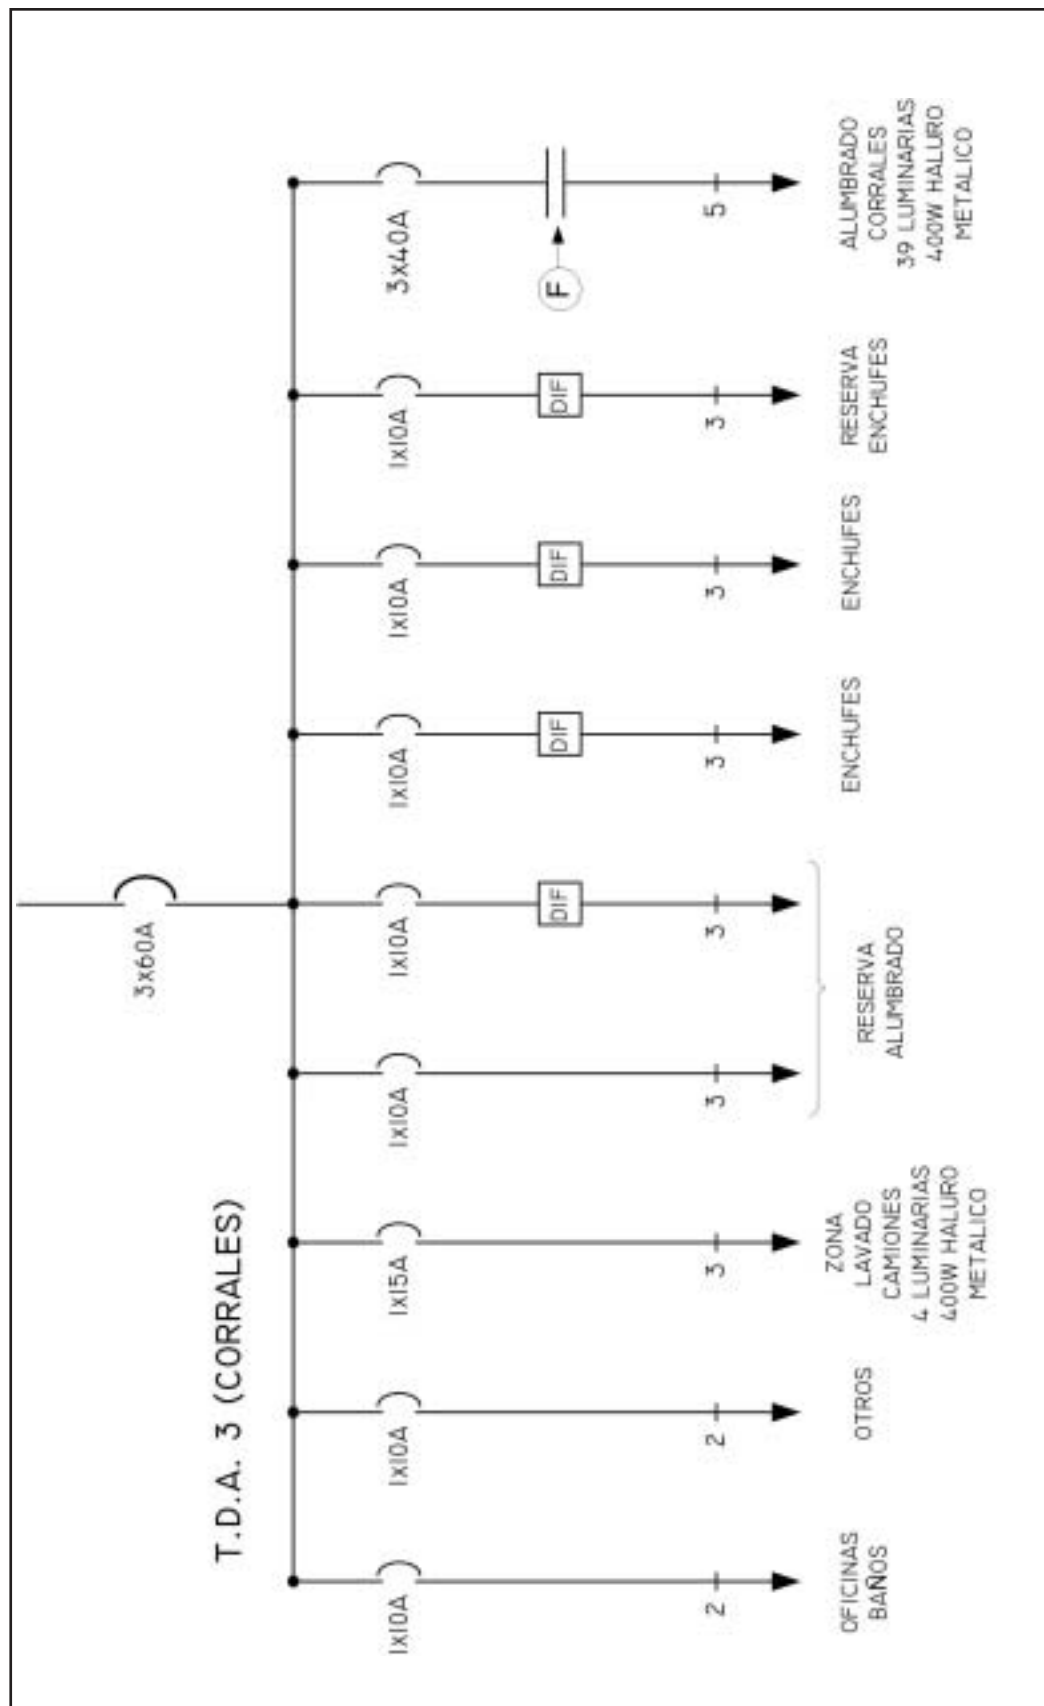 3x60A
T.D.A. 3 (CORRALES)
1x10A
1x10A
1x15A
1x10A
1x10A
1x10A
1x10A
1x10A
3x40A
DIF
DIF
DIF
DIF
F
2
2
3
3
3
3
3
3
5
OFICINAS
BAÑOS
OTROS
ZONA
LAVADO
CAMIONES
4 LUMINARIAS
400W HALURO
METALICO
RESERVA
ALUMBRADO
ENCHUFES
ENCHUFES
RESERVA
ENCHUFES
ALUMBRADO
CORRALES
39 LUMINARIAS
400W HALURO
METALICO